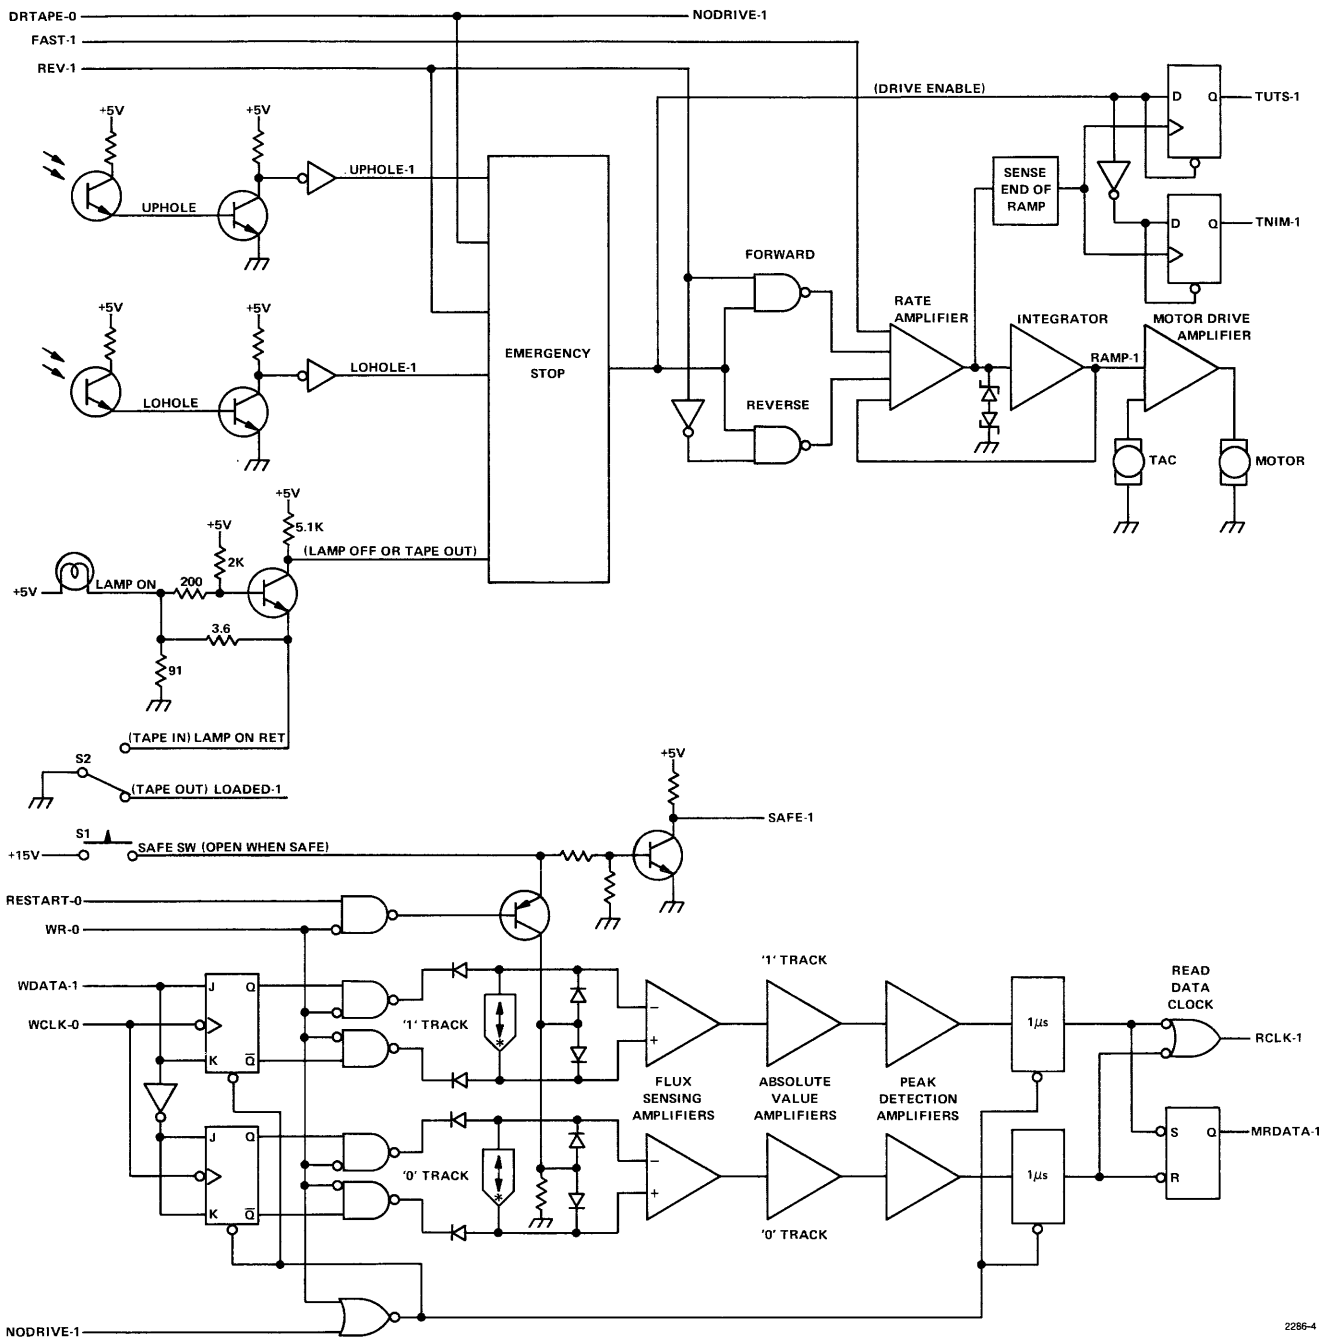 DRTAPE-0
NODRIVE-1
FAST-1
REV-1
(DRIVE ENABLE)
D Q
TUTS-1
+5V
+5V
UPHOLE-1
UPHOLE
SENSE
END OF
RAMP
D Q
TNIM-1
FORWARD
+5V
+5V
LOHOLE-1
LOHOLE
EMERGENCY
STOP
RATE
AMPLIFIER
INTEGRATOR
MOTOR DRIVE
AMPLIFIER
RAMP-1
REVERSE
TAC
MOTOR
+5V
5.1K
+5V
2K
(LAMP OFF OR TAPE OUT)
+5V
LAMP ON
200
3.6
91
(TAPE IN) LAMP ON RET
S2
(TAPE OUT) LOADED-1
+5V
SAFE-1
S1
+15V
SAFE SW (OPEN WHEN SAFE)
RESTART-0
WR-0
WDATA-1
WCLK-0
J Q
K Q̅
'1' TRACK
*
−
+
'1' TRACK
1μs
READ
DATA
CLOCK
RCLK-1
FLUX
SENSING
AMPLIFIERS
ABSOLUTE
VALUE
AMPLIFIERS
PEAK
DETECTION
AMPLIFIERS
J Q
K Q̅
'0' TRACK
*
−
+
'0' TRACK
1μs
S Q
R
MRDATA-1
NODRIVE-1
2286-4